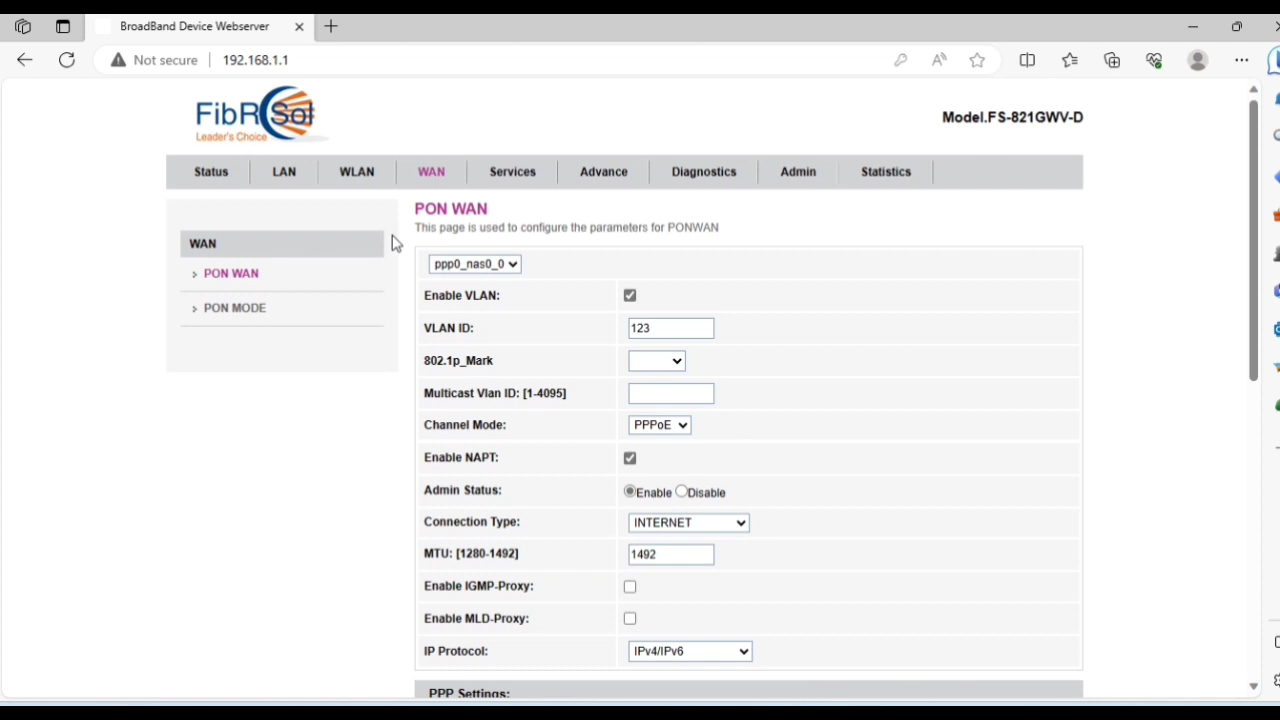 BroadBand Device Webserver
Not secure
192.168.1.1
FibRSol
Leader's Choice
Model.FS-821GWV-D
Status LAN WLAN WAN Services Advance Diagnostics Admin Statistics
WAN
> PON WAN
> PON MODE
PON WAN
This page is used to configure the parameters for PONWAN
ppp0_nas0_0
Enable VLAN:
VLAN ID: 123
802.1p_Mark
Multicast Vlan ID: [1-4095]
Channel Mode: PPPoE
Enable NAPT:
Admin Status: Enable Disable
Connection Type: INTERNET
MTU: [1280-1492] 1492
Enable IGMP-Proxy:
Enable MLD-Proxy:
IP Protocol: IPv4/IPv6
PPP Settings: